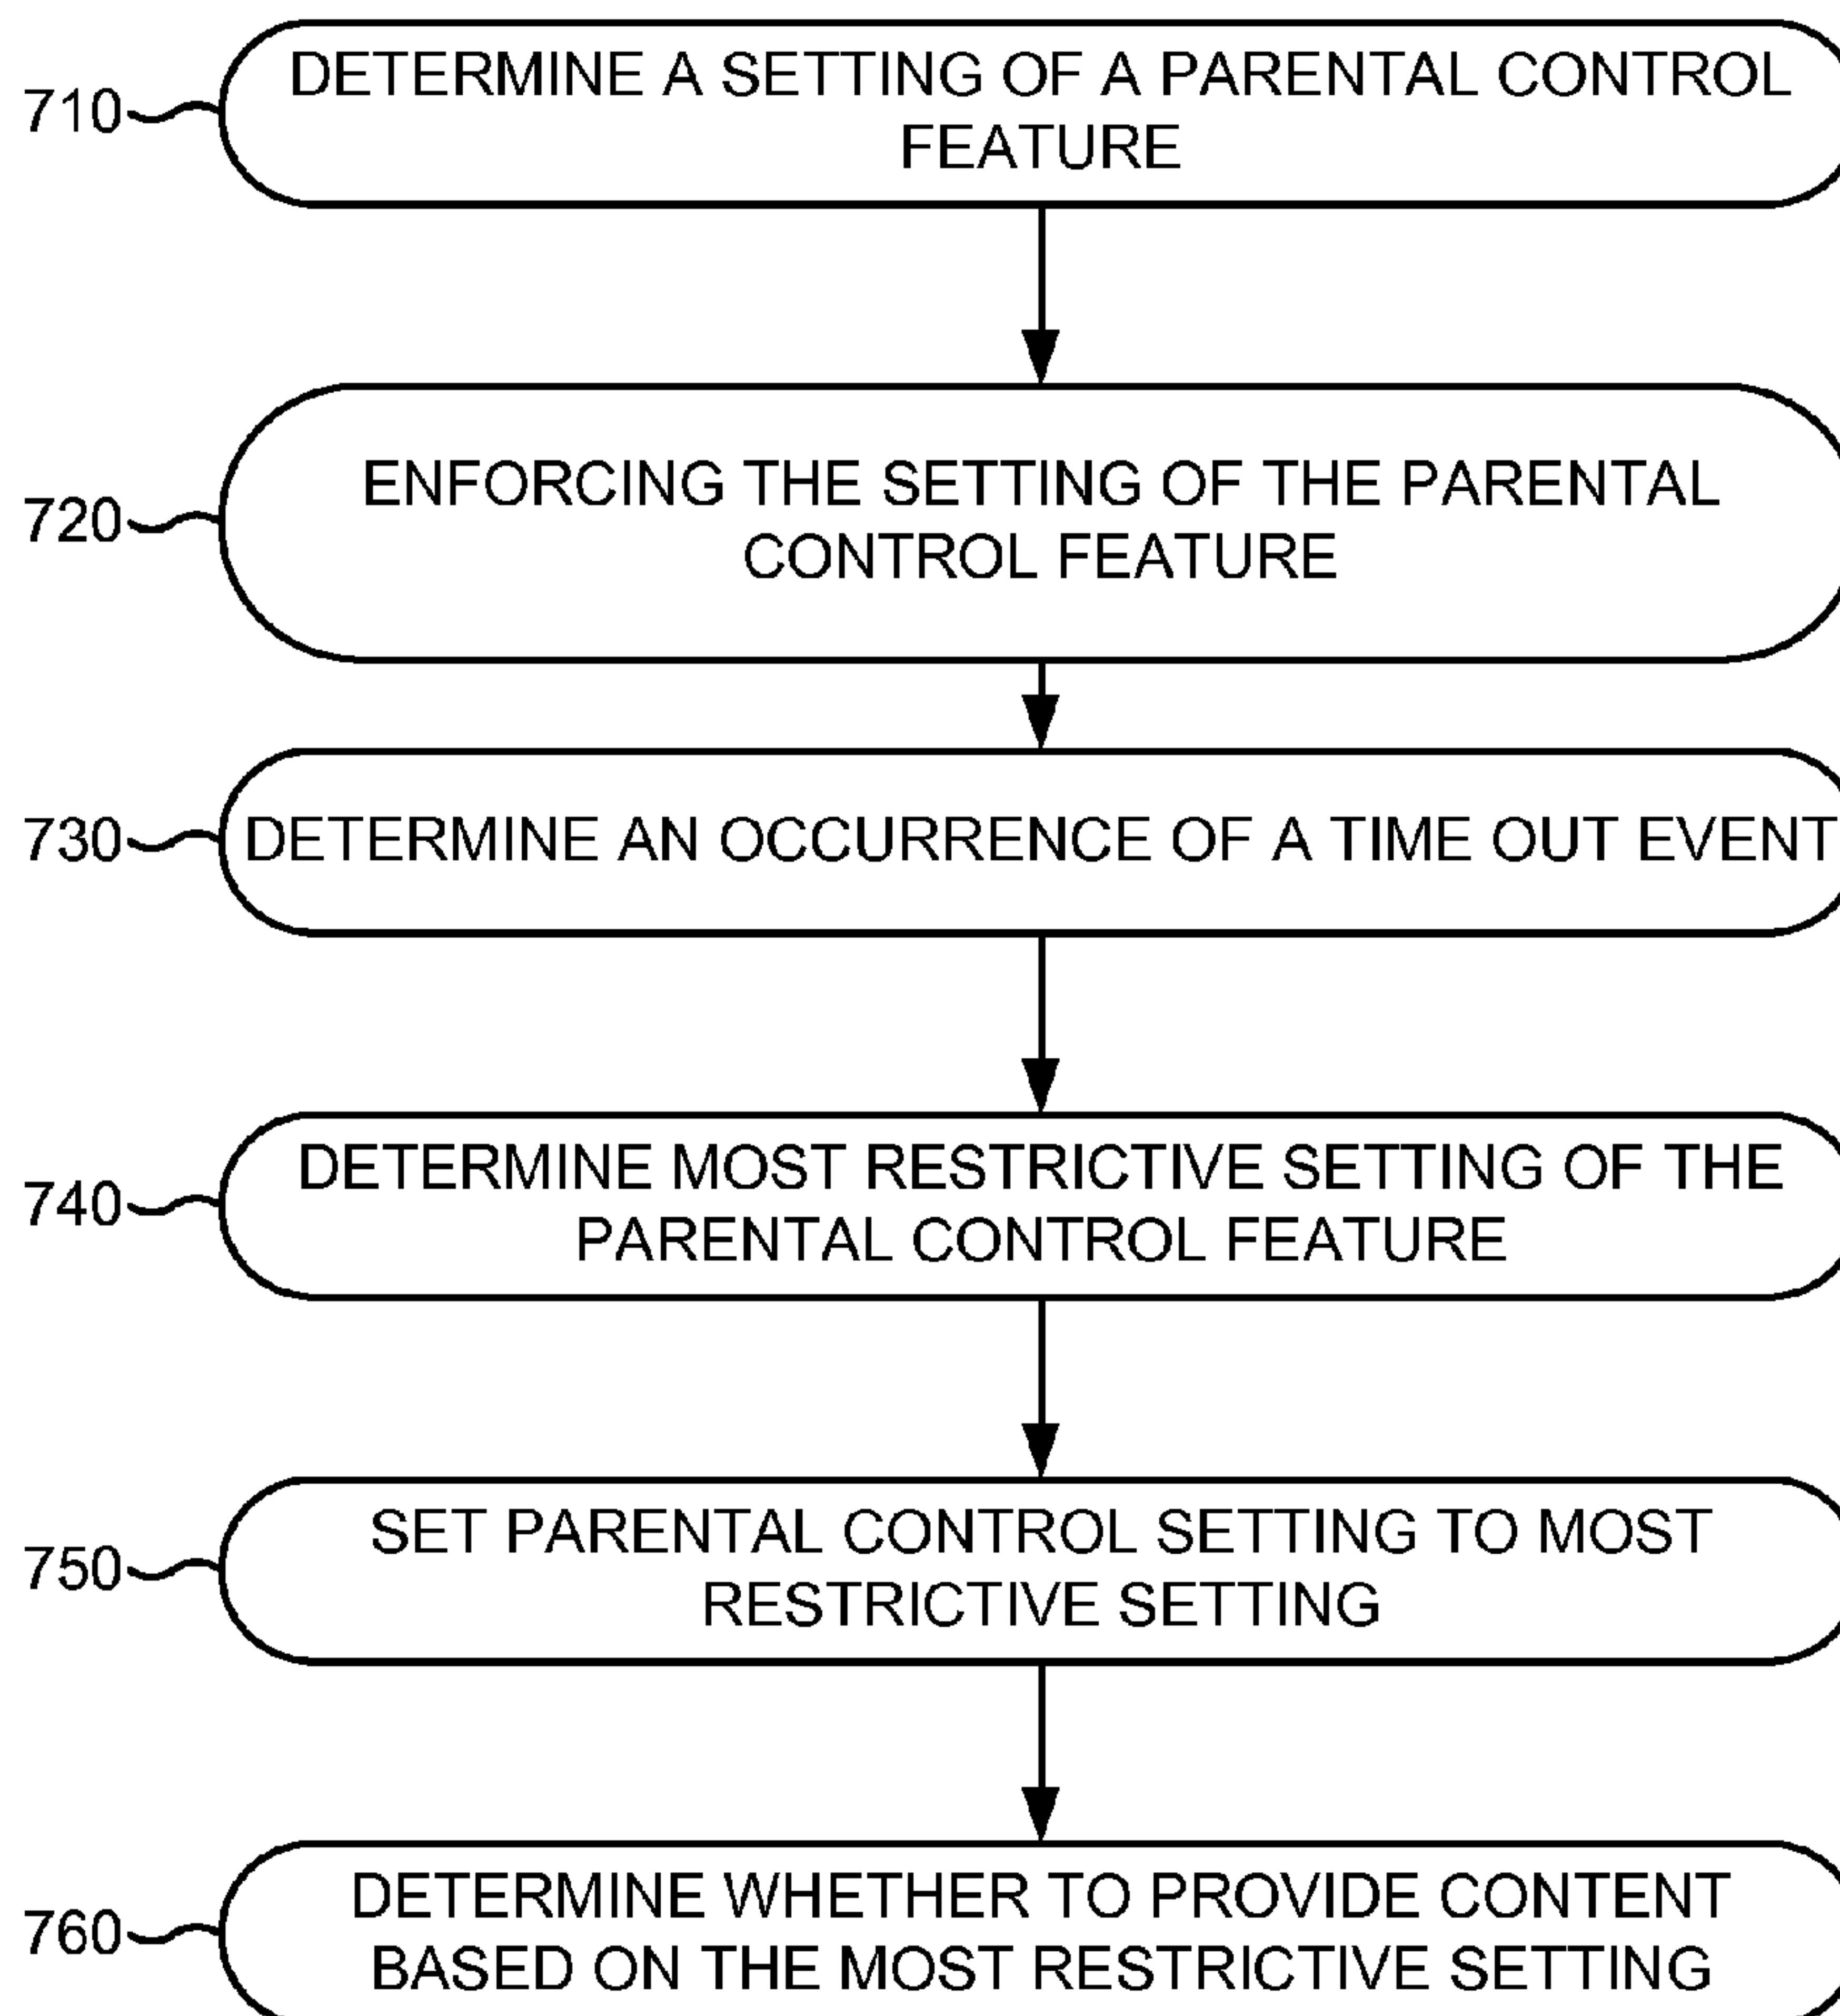 710
DETERMINE A SETTING OF A PARENTAL CONTROL
FEATURE
720
ENFORCING THE SETTING OF THE PARENTAL
CONTROL FEATURE
730
DETERMINE AN OCCURRENCE OF A TIME OUT EVENT
740
DETERMINE MOST RESTRICTIVE SETTING OF THE
PARENTAL CONTROL FEATURE
750
SET PARENTAL CONTROL SETTING TO MOST
RESTRICTIVE SETTING
760
DETERMINE WHETHER TO PROVIDE CONTENT
BASED ON THE MOST RESTRICTIVE SETTING